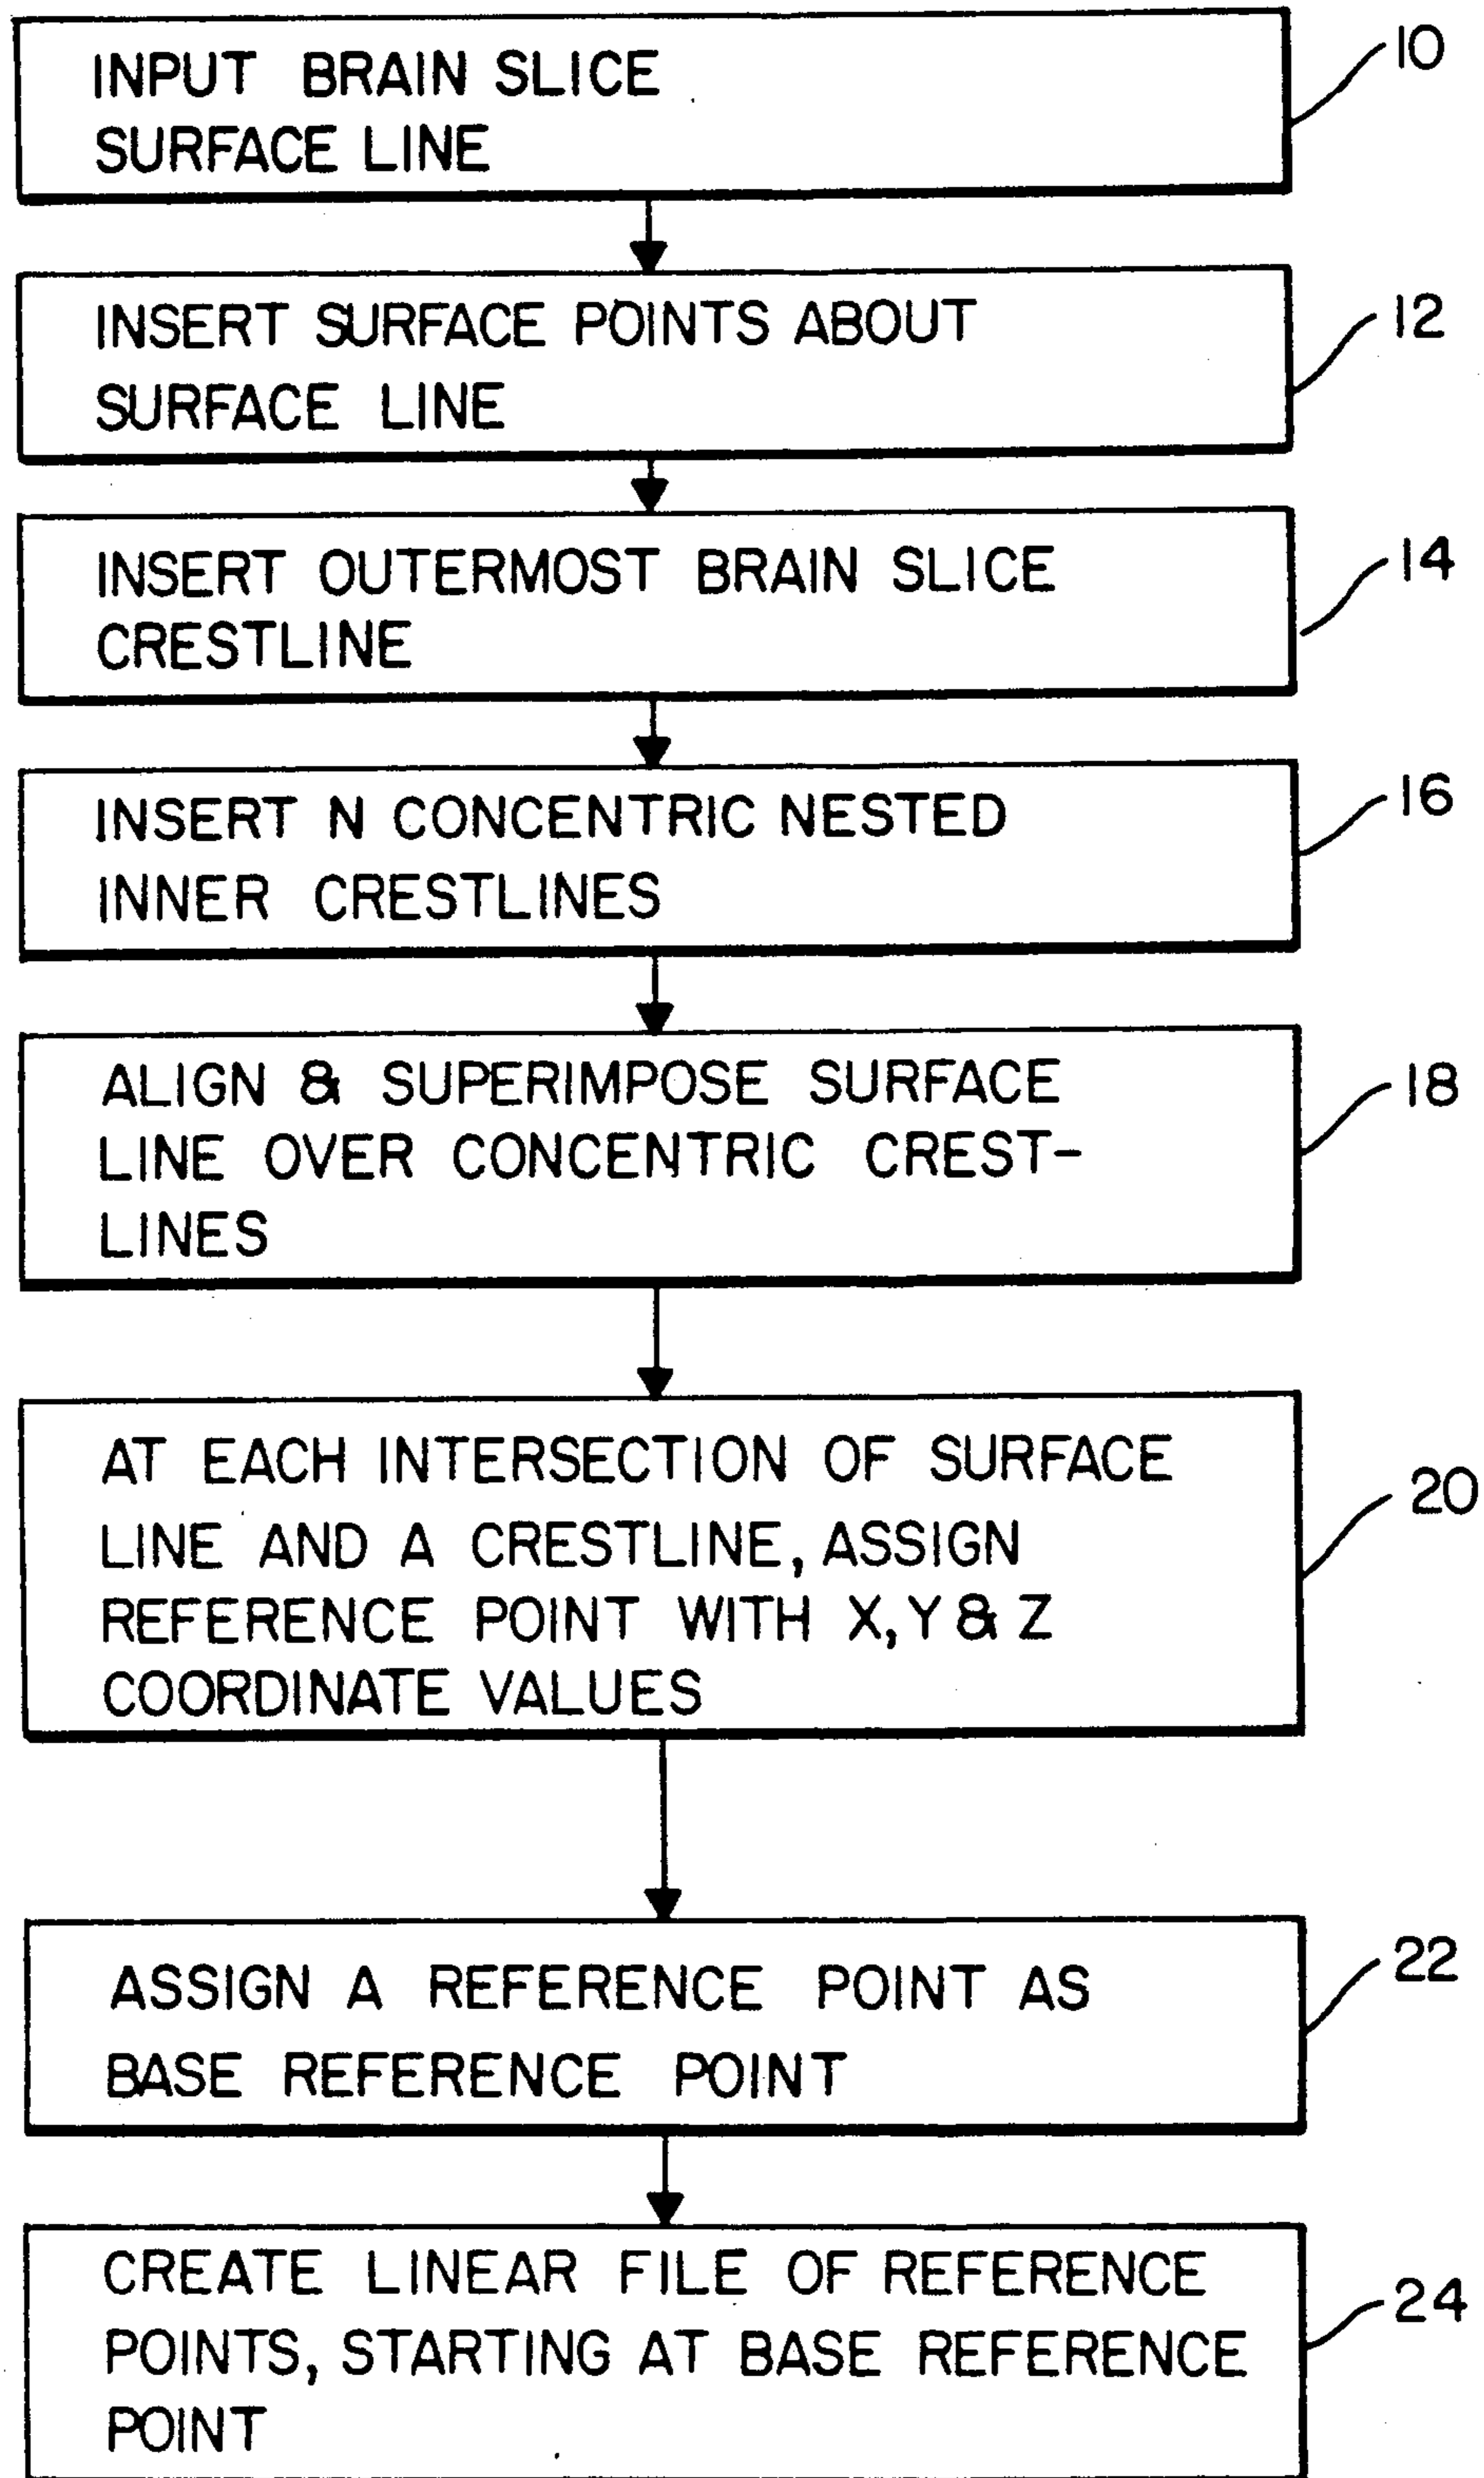 INPUT BRAIN SLICE
SURFACE LINE
10
INSERT SURFACE POINTS ABOUT
SURFACE LINE
12
INSERT OUTERMOST BRAIN SLICE
CRESTLINE
14
INSERT N CONCENTRIC NESTED
INNER CRESTLINES
16
ALIGN & SUPERIMPOSE SURFACE
LINE OVER CONCENTRIC CREST-
LINES
18
AT EACH INTERSECTION OF SURFACE
LINE AND A CRESTLINE, ASSIGN
REFERENCE POINT WITH X, Y & Z
COORDINATE VALUES
20
ASSIGN A REFERENCE POINT AS
BASE REFERENCE POINT
22
CREATE LINEAR FILE OF REFERENCE
POINTS, STARTING AT BASE REFERENCE
POINT
24